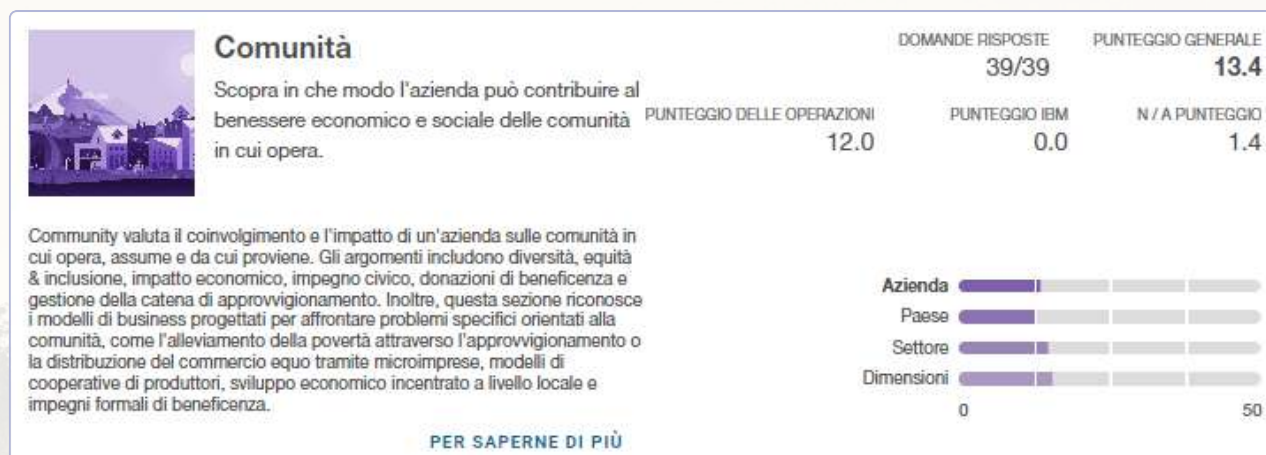 Comunità
Scopra in che modo l'azienda può contribuire al
benessere economico e sociale delle comunità
in cui opera.
DOMANDE RISPOSTE
39/39
PUNTEGGIO GENERALE
13.4
PUNTEGGIO DELLE OPERAZIONI
12.0
PUNTEGGIO IBM
0.0
N / A PUNTEGGIO
1.4
Community valuta il coinvolgimento e l'impatto di un'azienda sulle comunità in
cui opera, assume e da cui proviene. Gli argomenti includono diversità, equità
& inclusione, impatto economico, impegno civico, donazioni di beneficenza e
gestione della catena di approvvigionamento. Inoltre, questa sezione riconosce
i modelli di business progettati per affrontare problemi specifici orientati alla
comunità, come l'alleviamento della povertà attraverso l'approvvigionamento o
la distribuzione del commercio equo tramite microimprese, modelli di
cooperative di produttori, sviluppo economico incentrato a livello locale e
impegni formali di beneficenza.
PER SAPERNE DI PIÙ
Azienda
Paese
Settore
Dimensioni
0 50